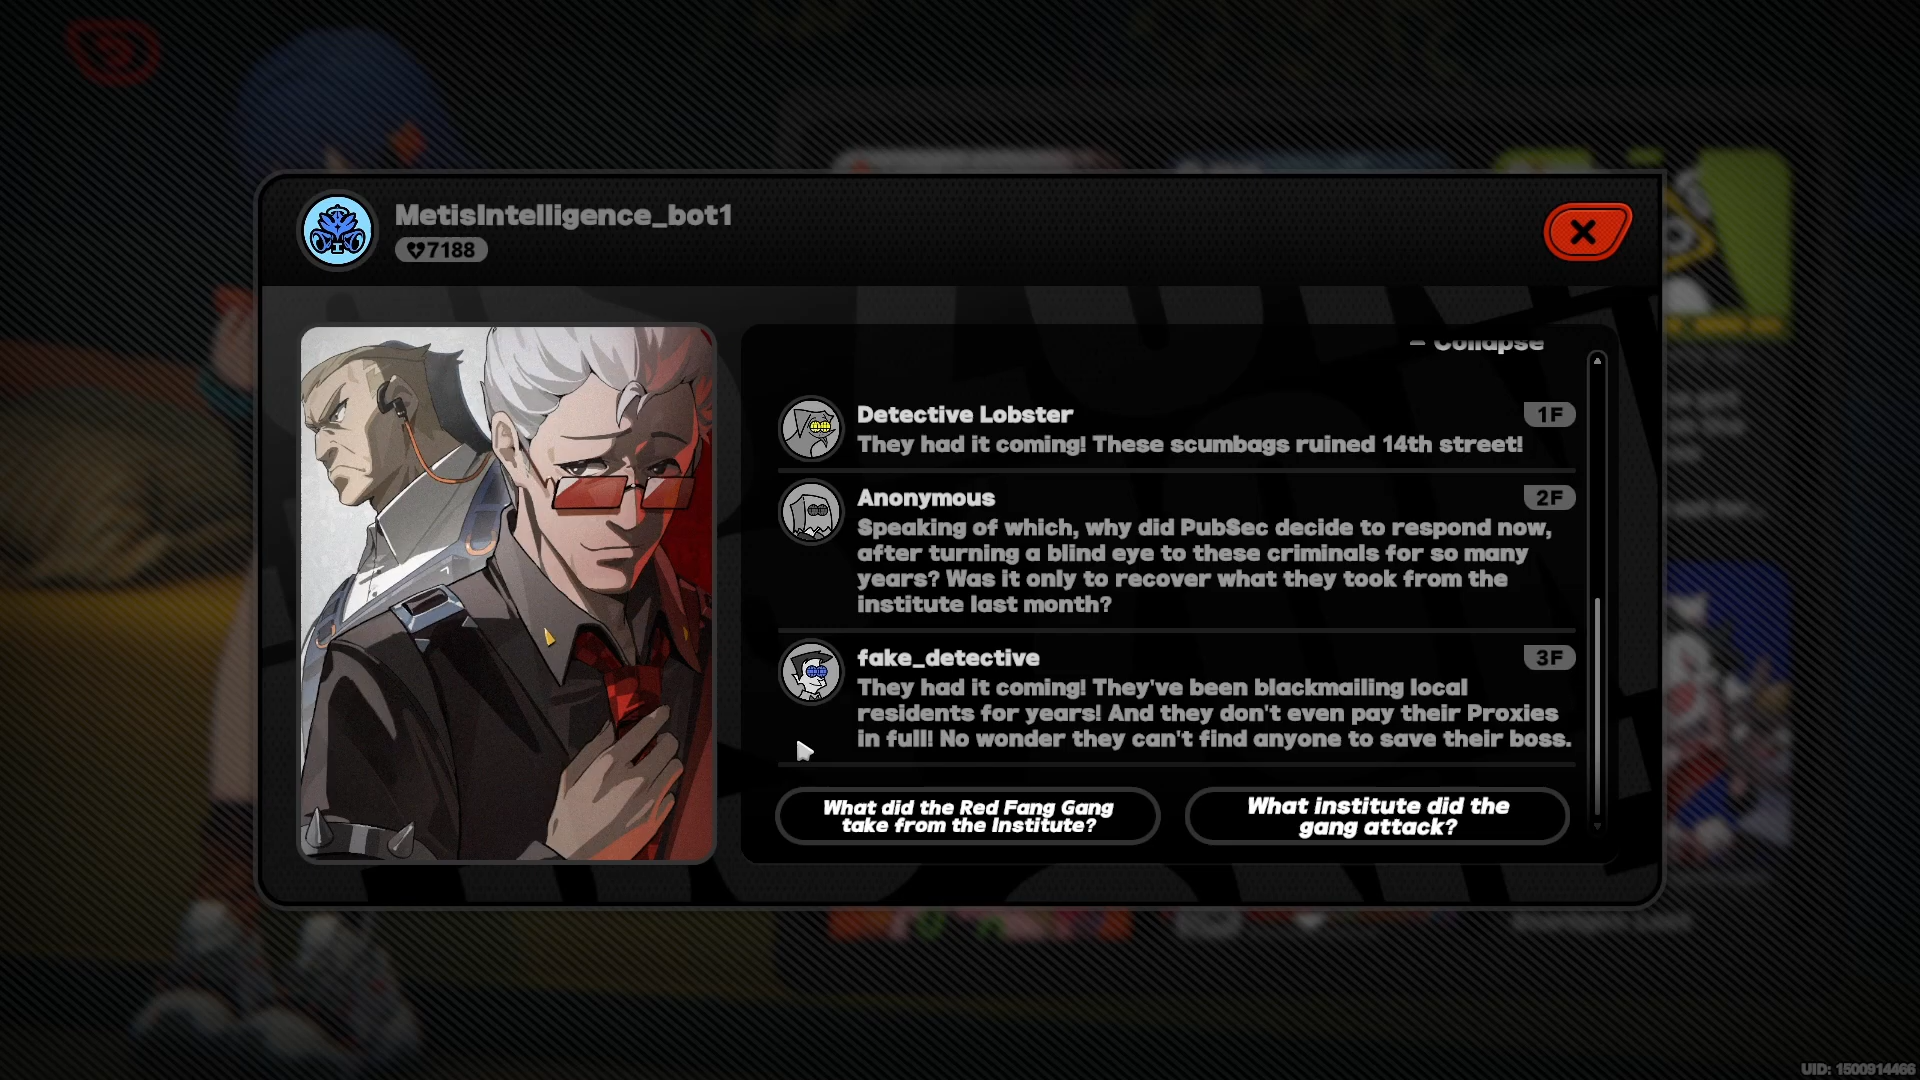 MetisIntelligence_bot1
7188
— Collapse
Detective Lobster
1F
They had it coming! These scumbags ruined 14th street!
Anonymous
2F
Speaking of which, why did PubSec decide to respond now,
after turning a blind eye to these criminals for so many
years? Was it only to recover what they took from the
institute last month?
fake_detective
3F
They had it coming! They've been blackmailing local
residents for years! And they don't even pay their Proxies
in full! No wonder they can't find anyone to save their boss.
What did the Red Fang Gang
take from the Institute?
What institute did the
gang attack?
UID: 1500914466